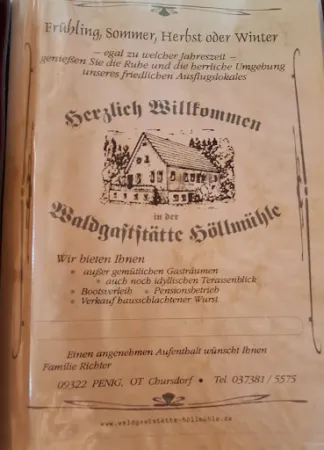 Frühling, Sommer, Herbst oder Winter
– egal zu welcher Jahreszeit –
genießen Sie die Ruhe und die herrliche Umgebung
unseres friedlichen Ausflugslokales
Herzlich Willkommen
in der
Waldgaststätte Höllmühle
Wir bieten Ihnen
• außer gemütlichen Gasträumen
• auch noch idyllischen Terassenblick
• Bootsverleih • Pensionsbetrieb
• Verkauf hausschlachtener Wurst
Einen angenehmen Aufenthalt wünscht Ihnen
Familie Richter
09322 PENIG, OT Chursdorf • Tel 037381 / 5575
www.waldgaststätte-höllmühle.de